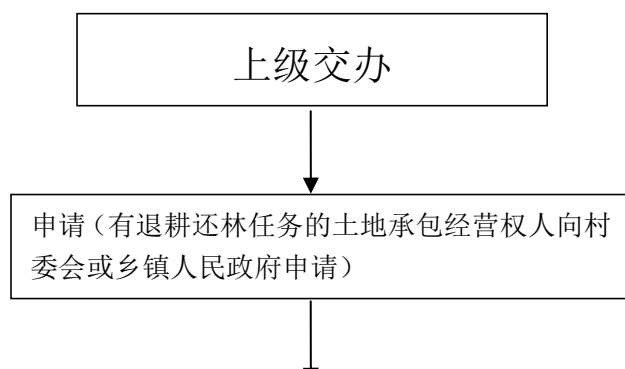 上级交办
申请（有退耕还林任务的土地承包经营权人向村
委会或乡镇人民政府申请）